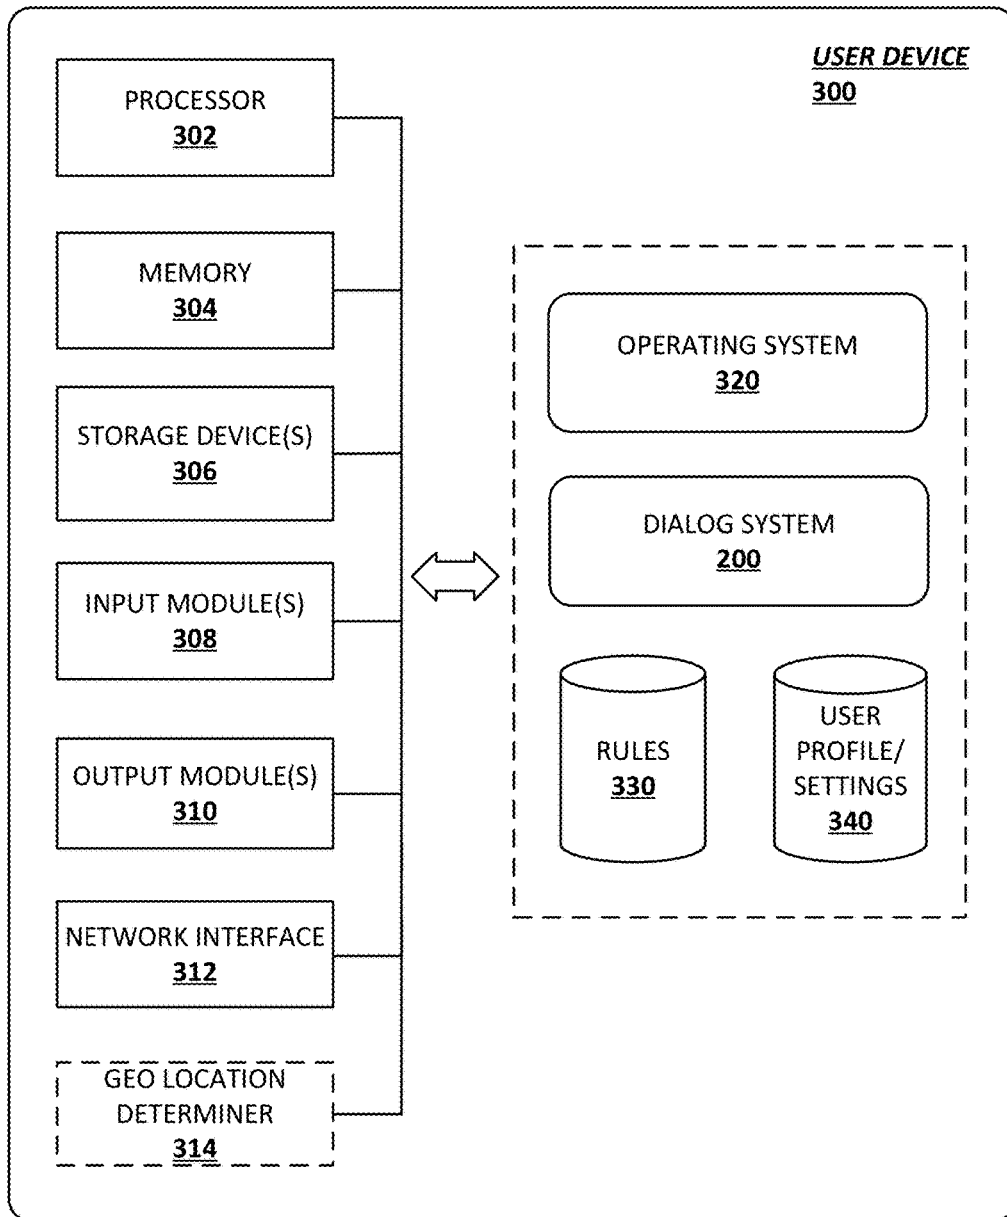 USER DEVICE
300
PROCESSOR
302
MEMORY
304
STORAGE DEVICE(S)
306
INPUT MODULE(S)
308
OUTPUT MODULE(S)
310
NETWORK INTERFACE
312
GEO LOCATION
DETERMINER
314
OPERATING SYSTEM
320
DIALOG SYSTEM
200
RULES
330
USER
PROFILE/
SETTINGS
340